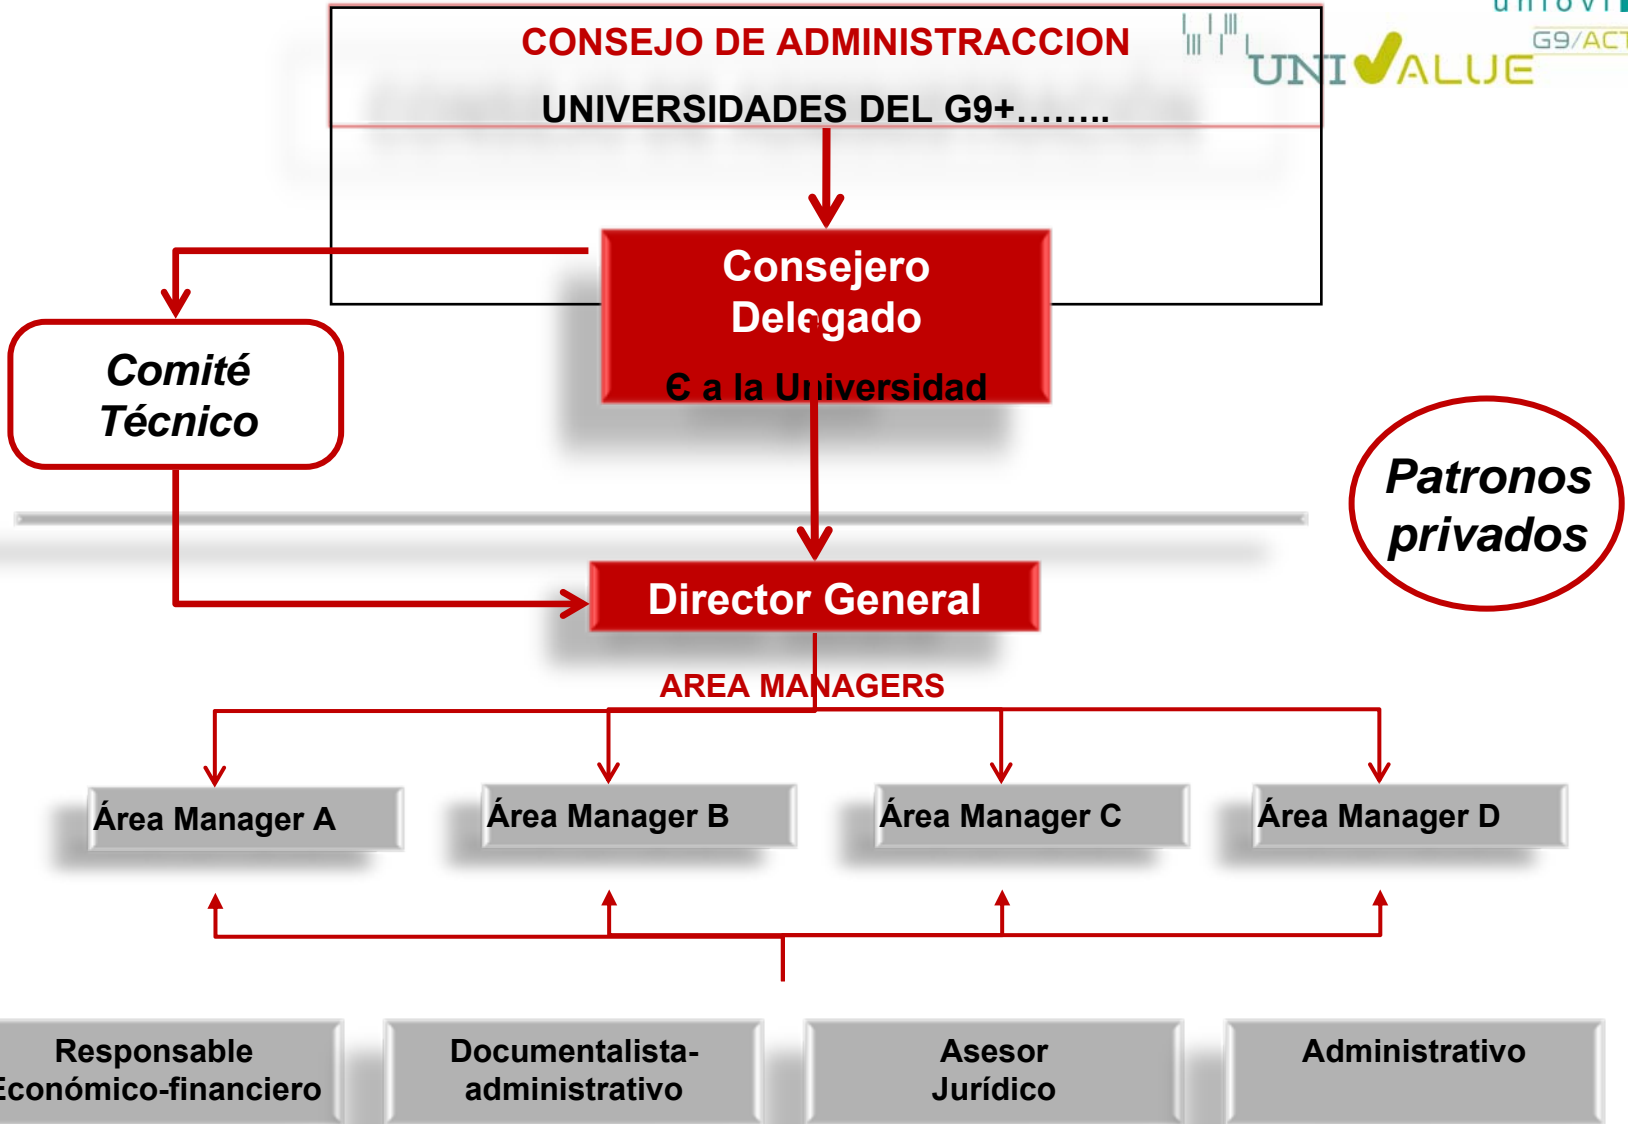 uniovi
G9/ACT
UNIVALUE
CONSEJO DE ADMINISTRACCION
UNIVERSIDADES DEL G9+……..
Consejero
Delegado
Є a la Universidad
Comité
Técnico
Patronos
privados
Director General
AREA MANAGERS
Área Manager A
Área Manager B
Área Manager C
Área Manager D
Responsable
Económico-financiero
Documentalista-
administrativo
Asesor
Jurídico
Administrativo